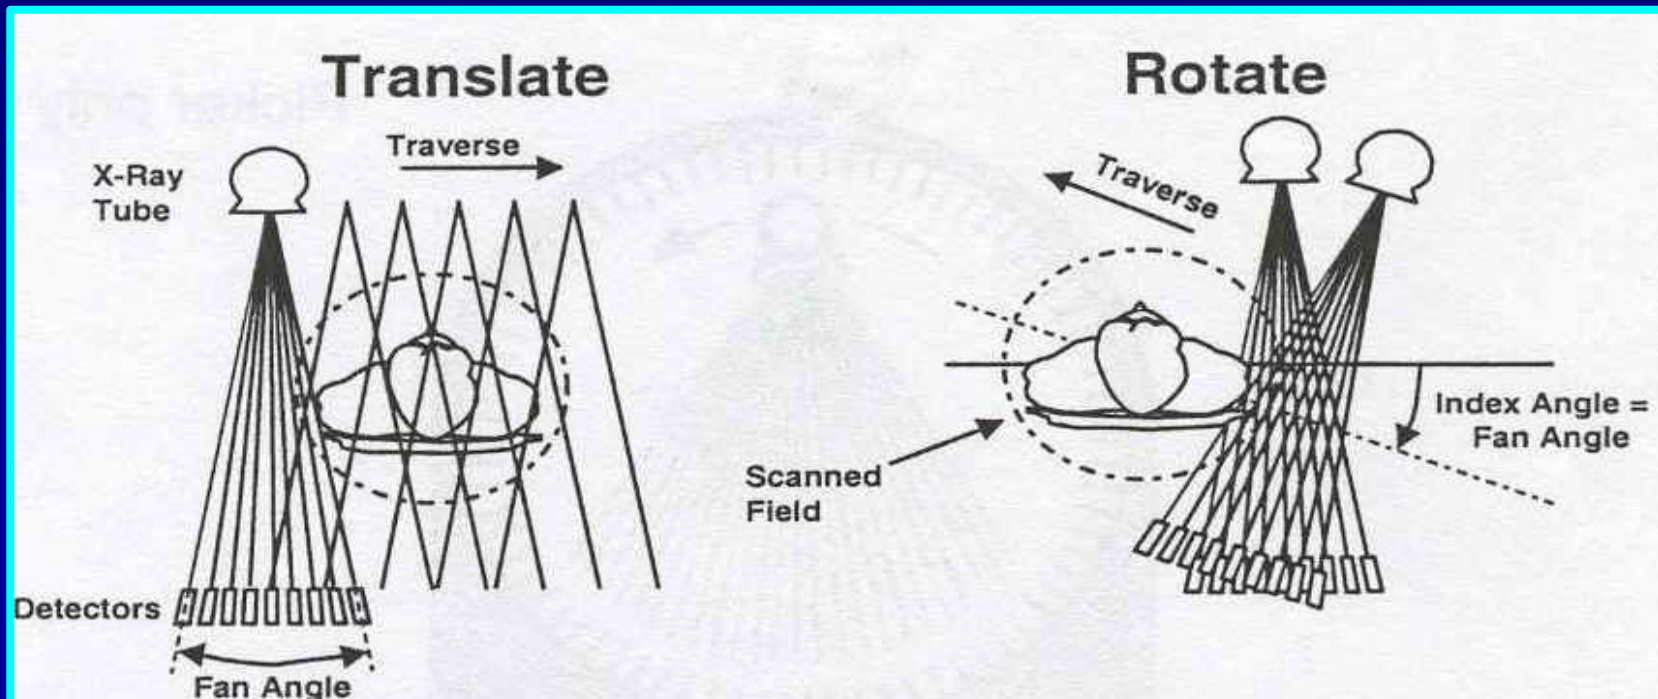 Translate
Traverse
X-Ray
Tube
Detectors
Fan Angle
Rotate
Traverse
Index Angle =
Fan Angle
Scanned
Field